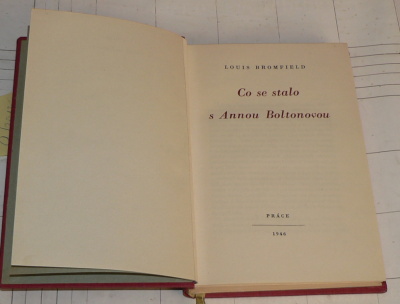 LOUIS BROMFIELD
Co se stalo
s Annou Boltonovou
PRÁCE
1946